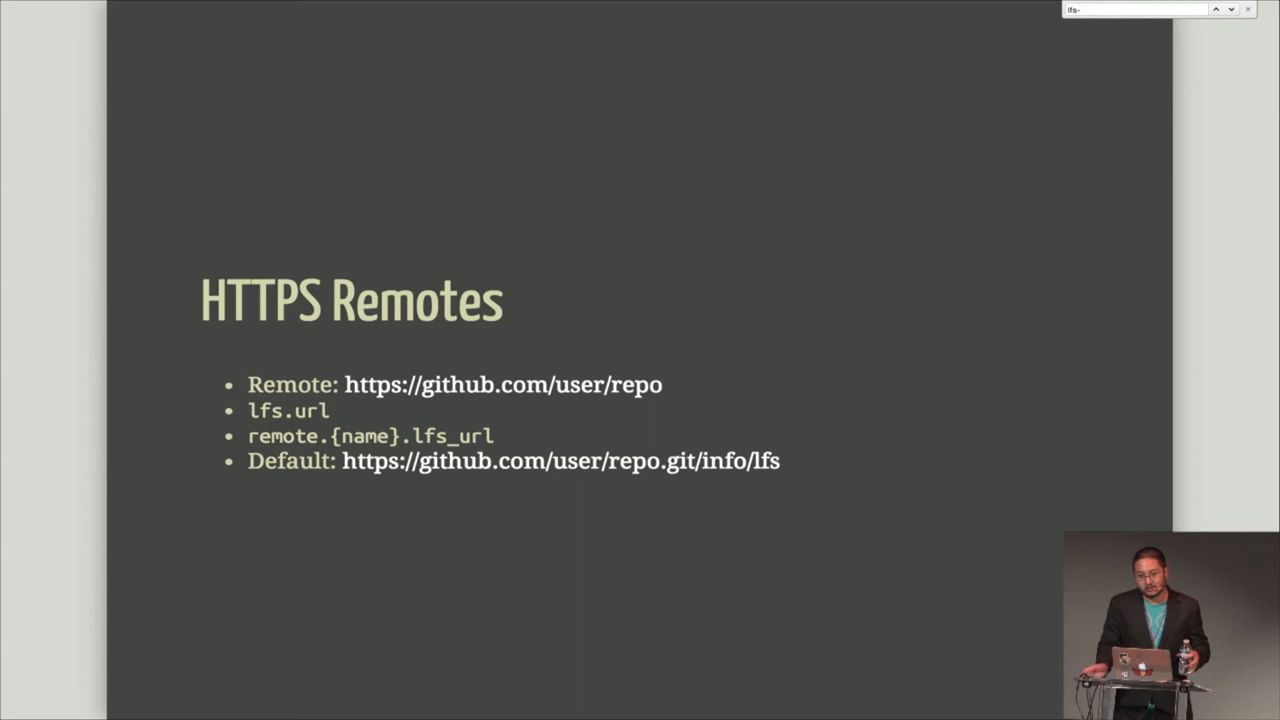 lfs-
HTTPS Remotes
• Remote: https://github.com/user/repo
• lfs.url
• remote.{name}.lfs_url
• Default: https://github.com/user/repo.git/info/lfs